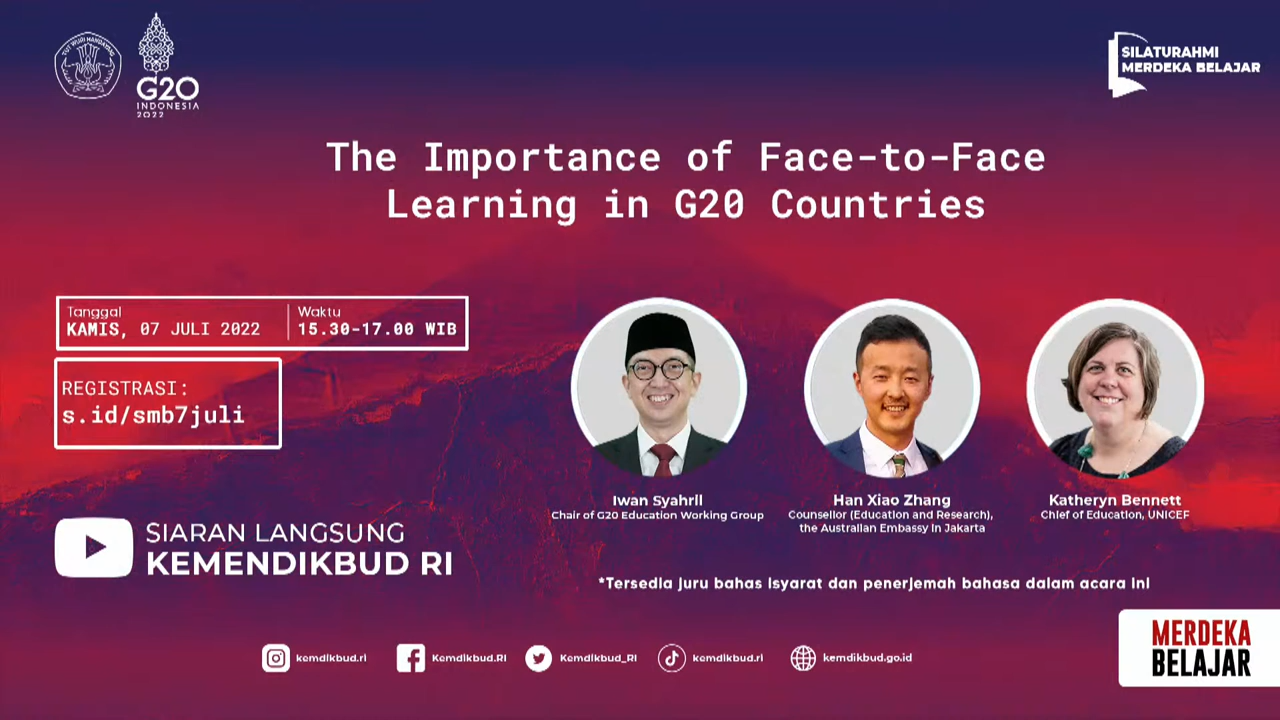 TUT WURI HANDAYANI
G20
INDONESIA
2022
SILATURAHMI
MERDEKA BELAJAR
The Importance of Face-to-Face
Learning in G20 Countries
Tanggal
KAMIS, 07 JULI 2022
Waktu
15.30-17.00 WIB
REGISTRASI:
s.id/smb7juli
Iwan Syahril
Chair of G20 Education Working Group
Han Xiao Zhang
Counsellor (Education and Research),
the Australian Embassy in Jakarta
Katheryn Bennett
Chief of Education, UNICEF
SIARAN LANGSUNG
KEMENDIKBUD RI
*Tersedia juru bahas isyarat dan penerjemah bahasa dalam acara ini
MERDEKA
BELAJAR
kemdikbud.ri
Kemdikbud.RI
Kemdikbud_RI
kemdikbud.ri
kemdikbud.go.id